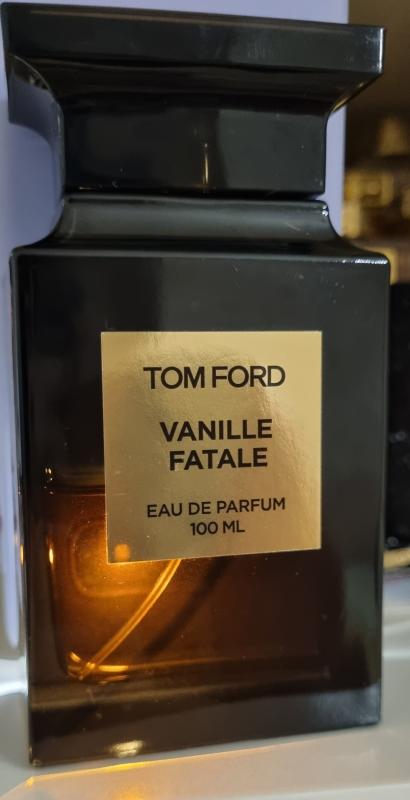 TOM FORD
VANILLE
FATALE
EAU DE PARFUM
100 ML